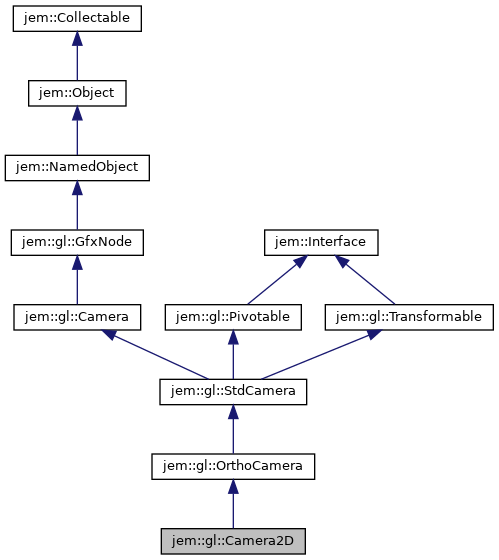 jem::Collectable
jem::Object
jem::NamedObject
jem::gl::GfxNode
jem::Interface
jem::gl::Camera
jem::gl::Pivotable
jem::gl::Transformable
jem::gl::StdCamera
jem::gl::OrthoCamera
jem::gl::Camera2D